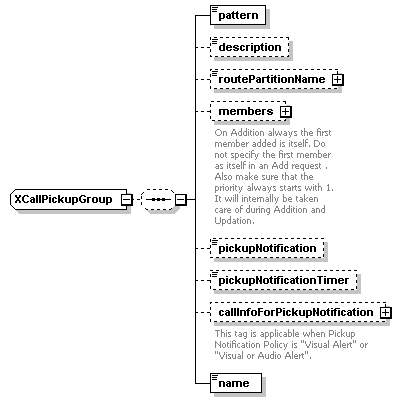 pattern
description
routePartitionName
members
On Addition always the first
member added is itself. Do
not specify the first member
as itself in an Add request .
Also make sure that the
priority always starts with 1.
It will internally be taken
care of during Addition and
Updation.
XCallPickupGroup
pickupNotification
pickupNotificationTimer
callInfoForPickupNotification
This tag is applicable when Pickup
Notification Policy is "Visual Alert" or
"Visual or Audio Alert".
name